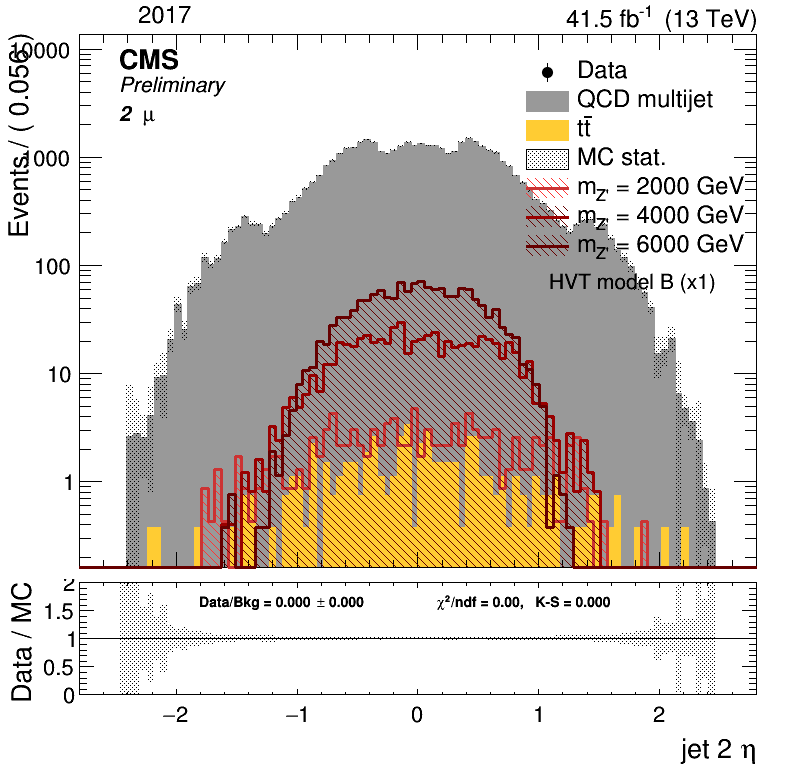 2017 41.5 fb⁻¹ (13 TeV)
Events / ( 0.056 )
10000
1000
100
10
1
CMS
Preliminary
2 μ
Data
QCD multijet
tt̄
MC stat.
m_Z' = 2000 GeV
m_Z' = 4000 GeV
m_Z' = 6000 GeV
HVT model B (x1)
Data / MC
2
1.5
1
0.5
0
Data/Bkg = 0.000 ± 0.000 χ²/ndf = 0.00, K-S = 0.000
−2 −1 0 1 2
jet 2 η